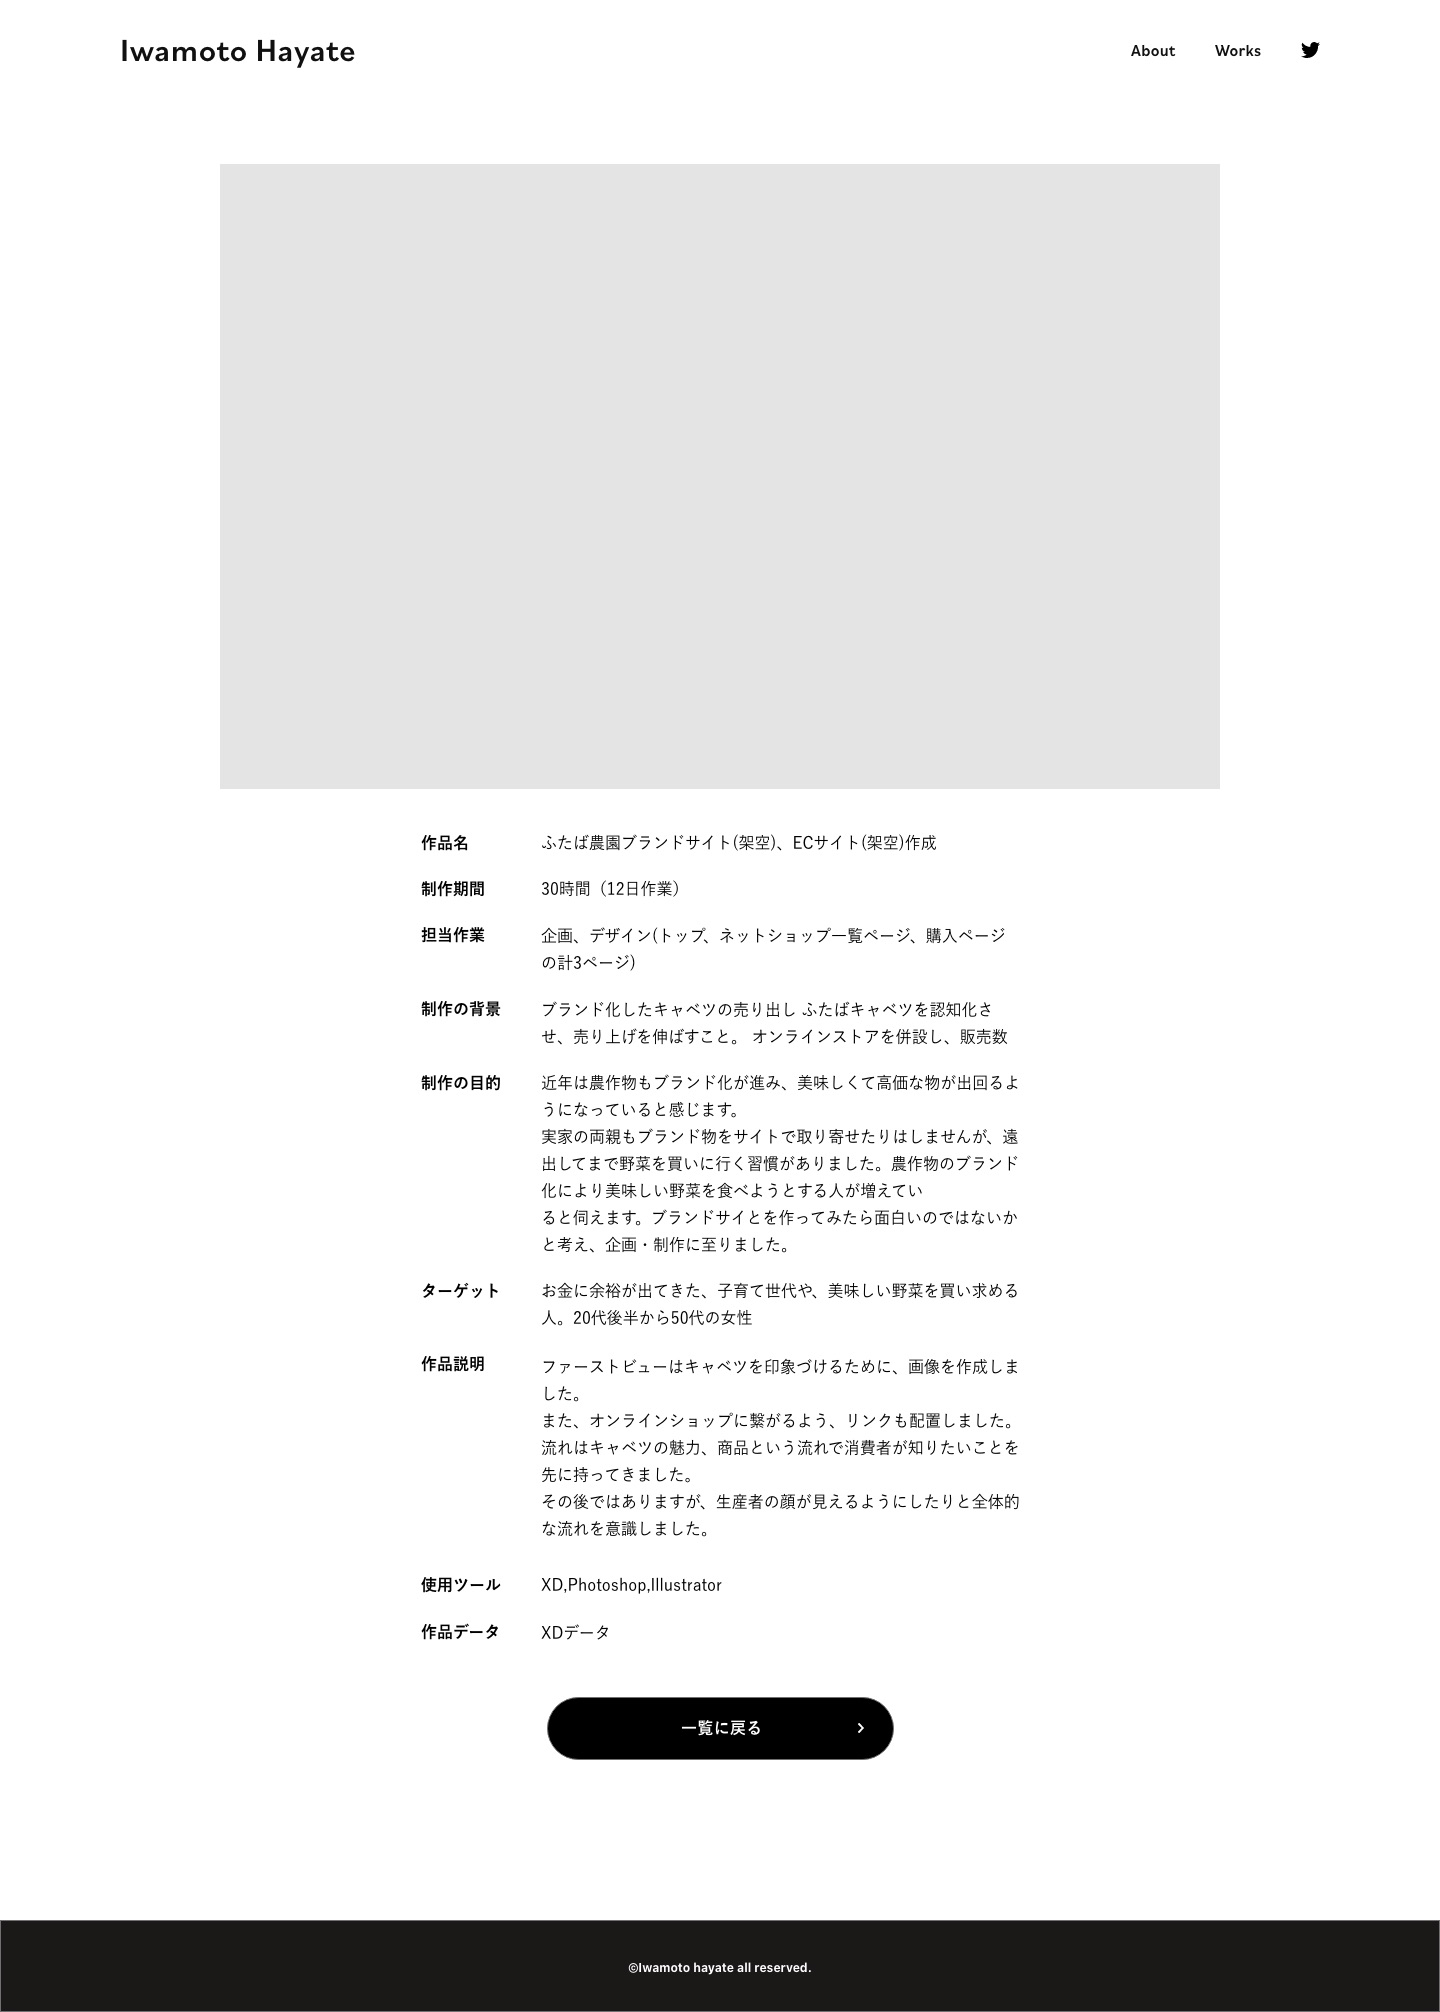 Iwamoto Hayate
About
Works
作品名
ふたば農園ブランドサイト(架空)、ECサイト(架空)作成
制作期間
30時間（12日作業）
担当作業
企画、デザイン(トップ、ネットショップ一覧ページ、購入ページ
の計3ページ)
制作の背景
ブランド化したキャベツの売り出し ふたばキャベツを認知化さ
せ、売り上げを伸ばすこと。 オンラインストアを併設し、販売数
制作の目的
近年は農作物もブランド化が進み、美味しくて高価な物が出回るよ
うになっていると感じます。
実家の両親もブランド物をサイトで取り寄せたりはしませんが、遠
出してまで野菜を買いに行く習慣がありました。農作物のブランド
化により美味しい野菜を食べようとする人が増えてい
ると伺えます。ブランドサイとを作ってみたら面白いのではないか
と考え、企画・制作に至りました。
ターゲット
お金に余裕が出てきた、子育て世代や、美味しい野菜を買い求める
人。20代後半から50代の女性
作品説明
ファーストビューはキャベツを印象づけるために、画像を作成しま
した。
また、オンラインショップに繋がるよう、リンクも配置しました。
流れはキャベツの魅力、商品という流れで消費者が知りたいことを
先に持ってきました。
その後ではありますが、生産者の顔が見えるようにしたりと全体的
な流れを意識しました。
使用ツール
XD,Photoshop,Illustrator
作品データ
XDデータ
一覧に戻る
©Iwamoto hayate all reserved.